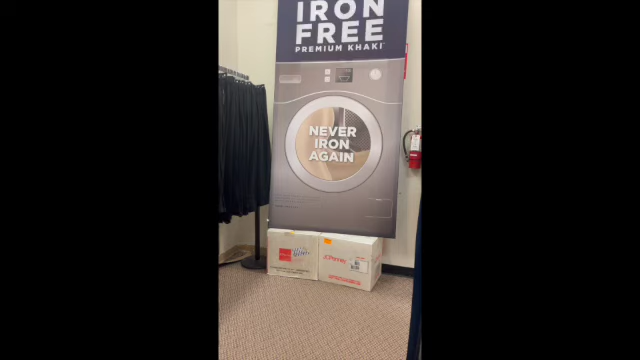 IRON
FREE
PREMIUM KHAKI
NEVER
IRON
AGAIN
JCPenney